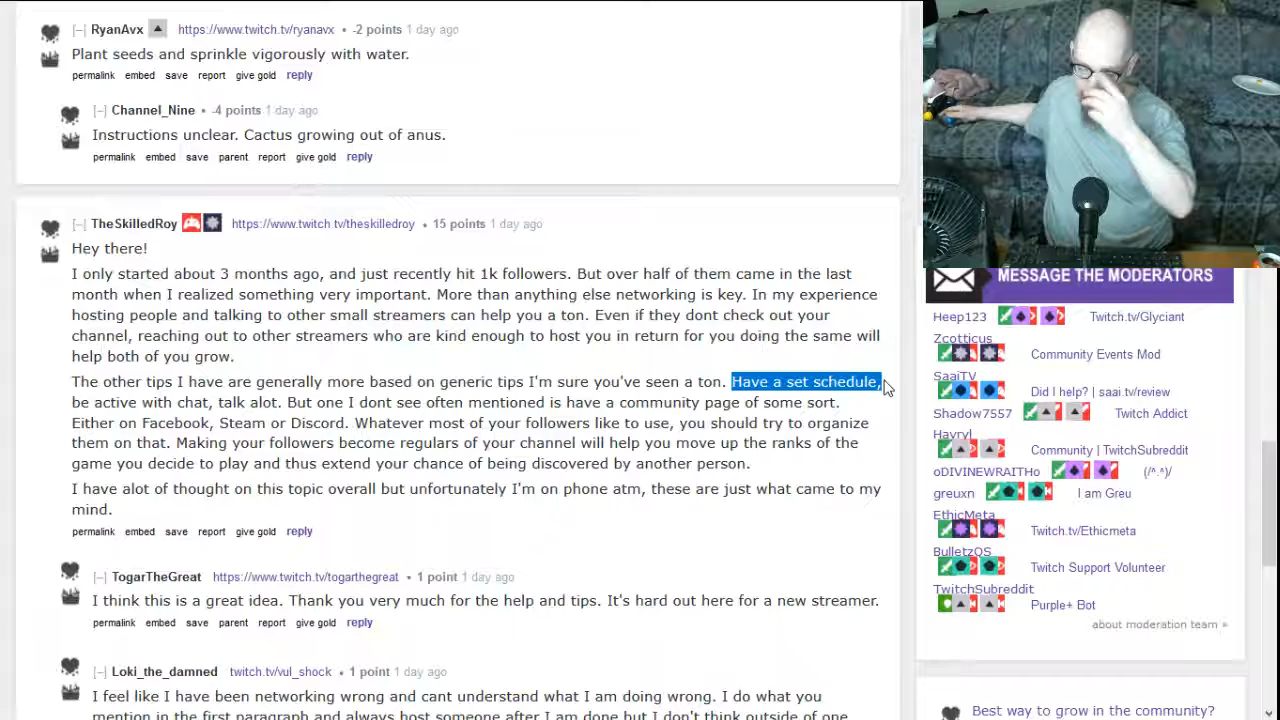 [–] RyanAvx https://www.twitch.tv/ryanavx • -2 points 1 day ago
Plant seeds and sprinkle vigorously with water.
permalink embed save report give gold reply
[–] Channel_Nine • -4 points 1 day ago
Instructions unclear. Cactus growing out of anus.
permalink embed save parent report give gold reply
[–] TheSkilledRoy https://www.twitch.tv/theskilledroy • 15 points 1 day ago
Hey there!
I only started about 3 months ago, and just recently hit 1k followers. But over half of them came in the last
month when I realized something very important. More than anything else networking is key. In my experience
hosting people and talking to other small streamers can help you a ton. Even if they dont check out your
channel, reaching out to other streamers who are kind enough to host you in return for you doing the same will
help both of you grow.
The other tips I have are generally more based on generic tips I'm sure you've seen a ton. Have a set schedule,
be active with chat, talk alot. But one I dont see often mentioned is have a community page of some sort.
Either on Facebook, Steam or Discord. Whatever most of your followers like to use, you should try to organize
them on that. Making your followers become regulars of your channel will help you move up the ranks of the
game you decide to play and thus extend your chance of being discovered by another person.
I have alot of thought on this topic overall but unfortunately I'm on phone atm, these are just what came to my
mind.
permalink embed save report give gold reply
[–] TogarTheGreat https://www.twitch.tv/togarthegreat • 1 point 1 day ago
I think this is a great idea. Thank you very much for the help and tips. It's hard out here for a new streamer.
permalink embed save parent report give gold reply
[–] Loki_the_damned twitch.tv/vul_shock • 1 point 1 day ago
I feel like I have been networking wrong and cant understand what I am doing wrong. I do what you
mention in the first paragraph and always host someone after I am done but I don't think outside of one
MESSAGE THE MODERATORS
Heep123 Twitch.tv/Glyciant
Zcotticus
Community Events Mod
SaaiTV
Did I help? | saai.tv/review
Shadow7557 Twitch Addict
Havryl
Community | TwitchSubreddit
oDIVINEWRAITHo (/^.^)/
greuxn I am Greu
EthicMeta
Twitch.tv/Ethicmeta
BulletzOS
Twitch Support Volunteer
TwitchSubreddit
Purple+ Bot
about moderation team »
Best way to grow in the community?